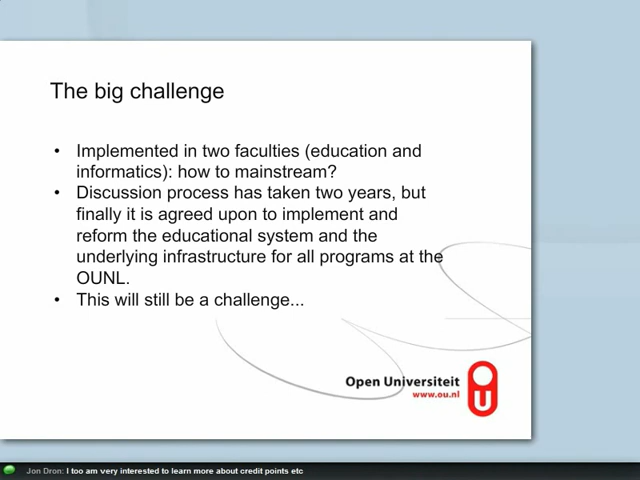 The big challenge
• Implemented in two faculties (education and
informatics): how to mainstream?
• Discussion process has taken two years, but
finally it is agreed upon to implement and
reform the educational system and the
underlying infrastructure for all programs at the
OUNL.
• This will still be a challenge...
Open Universiteit
www.ou.nl
U
Jon Dron: I too am very interested to learn more about credit points etc